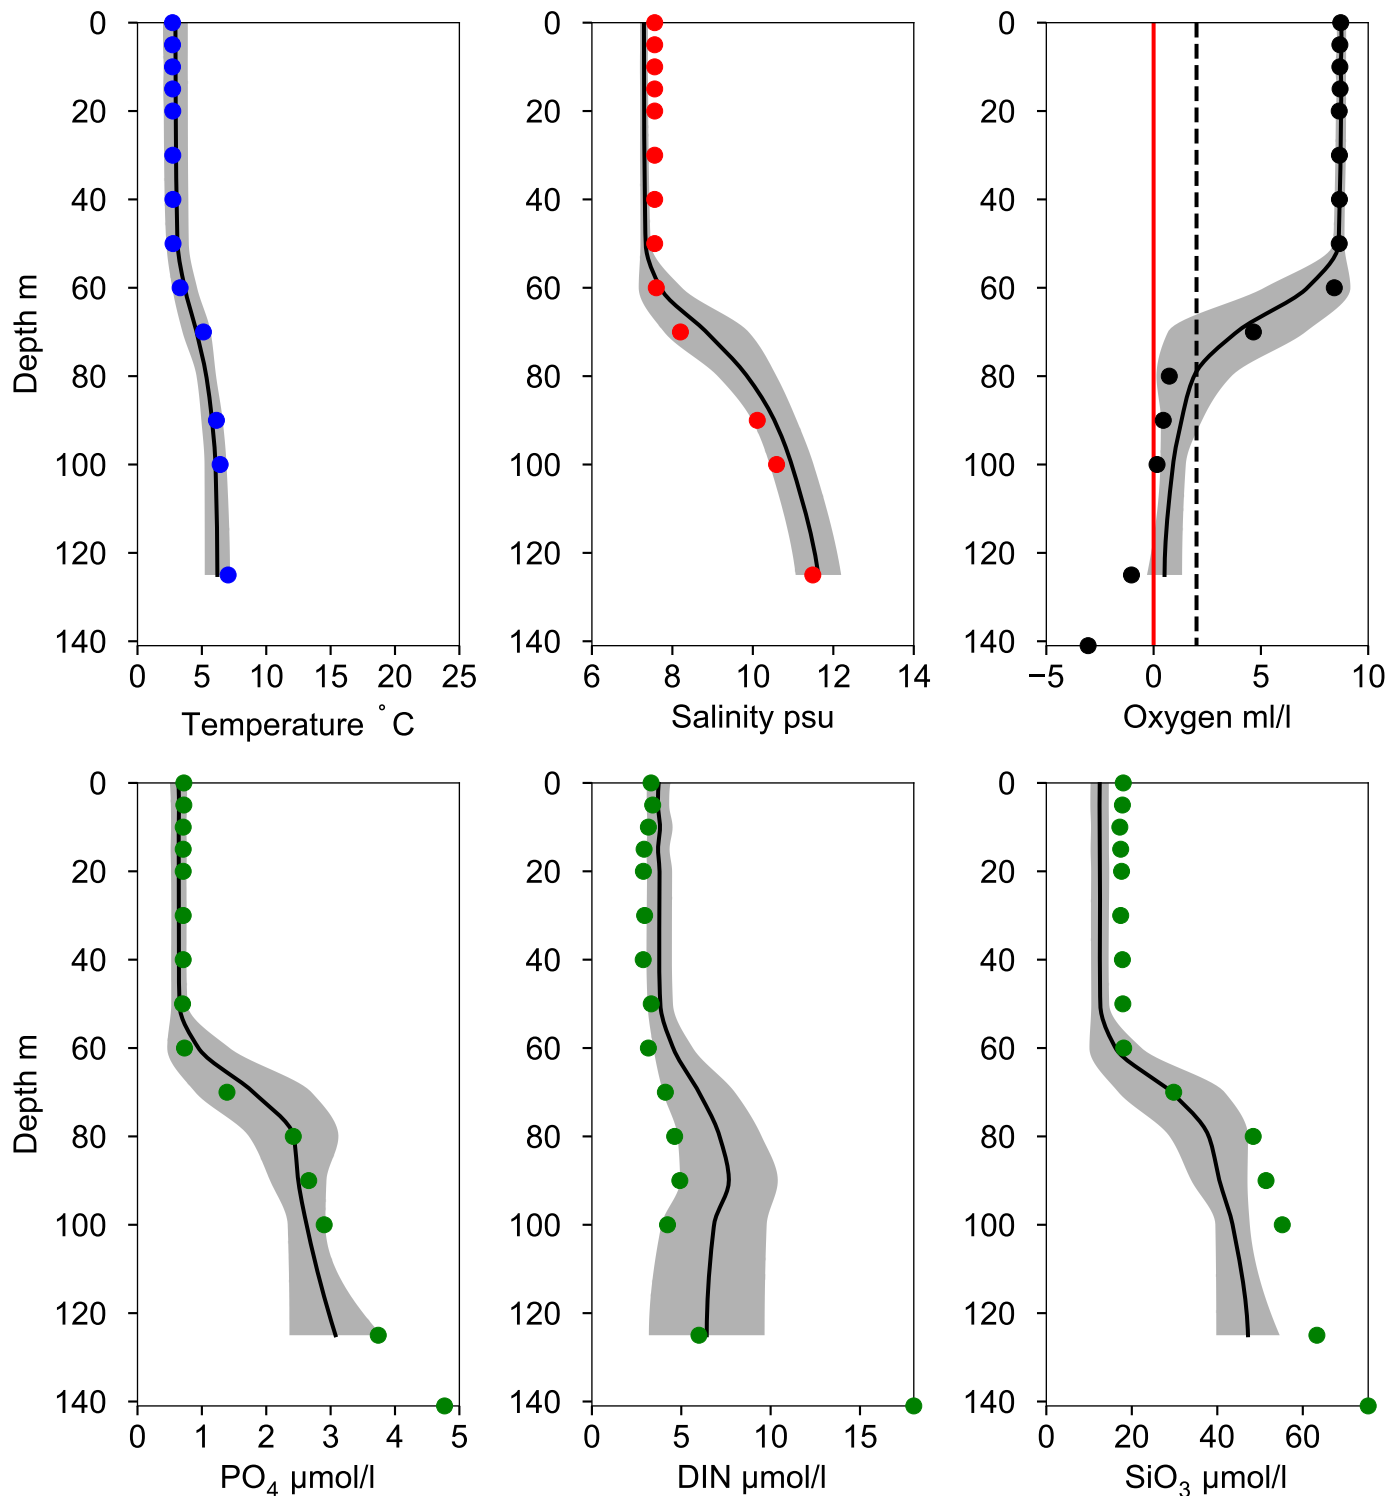 0 0 0
20 20 20
40 40 40
60 60 60
80 80 80
100 100 100
120 120 120
140 140 140
Depth m
0 5 10 15 20 25 6 8 10 12 14 −5 0 5 10
Temperature °C Salinity psu Oxygen ml/l
0 0 0
20 20 20
40 40 40
60 60 60
80 80 80
100 100 100
120 120 120
140 140 140
Depth m
0 1 2 3 4 5 0 5 10 15 0 20 40 60
PO₄ µmol/l DIN µmol/l SiO₃ µmol/l